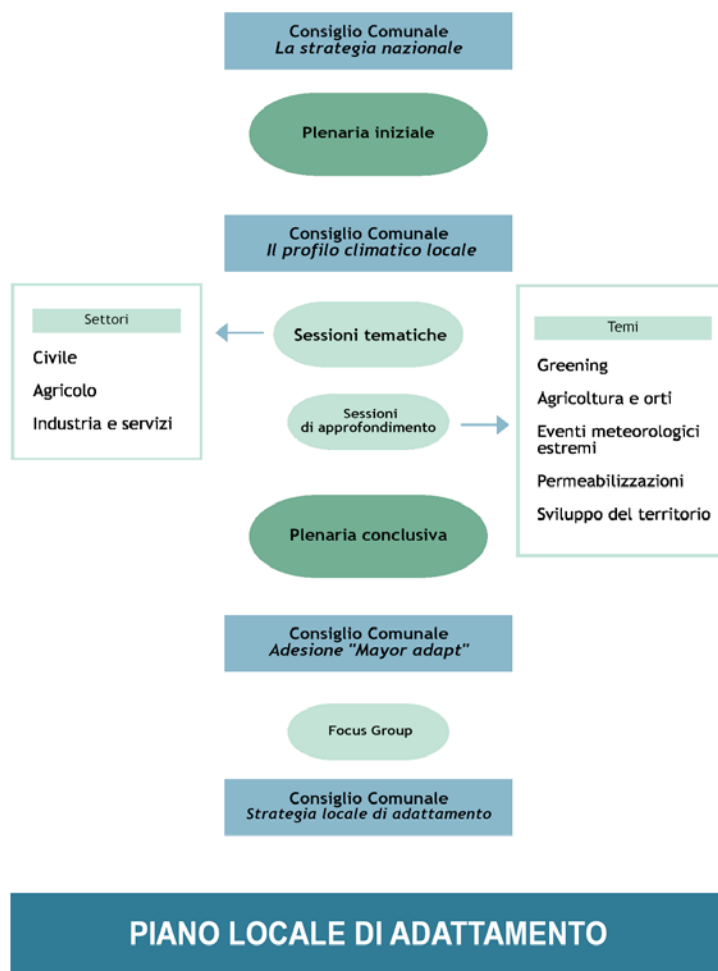 Consiglio Comunale
La strategia nazionale
Plenaria iniziale
Consiglio Comunale
Il profilo climatico locale
Settori
Civile
Agricolo
Industria e servizi
Sessioni tematiche
Sessioni
di approfondimento
Temi
Greening
Agricoltura e orti
Eventi meteorologici
estremi
Permeabilizzazioni
Sviluppo del territorio
Plenaria conclusiva
Consiglio Comunale
Adesione "Mayor adapt"
Focus Group
Consiglio Comunale
Strategia locale di adattamento
PIANO LOCALE DI ADATTAMENTO